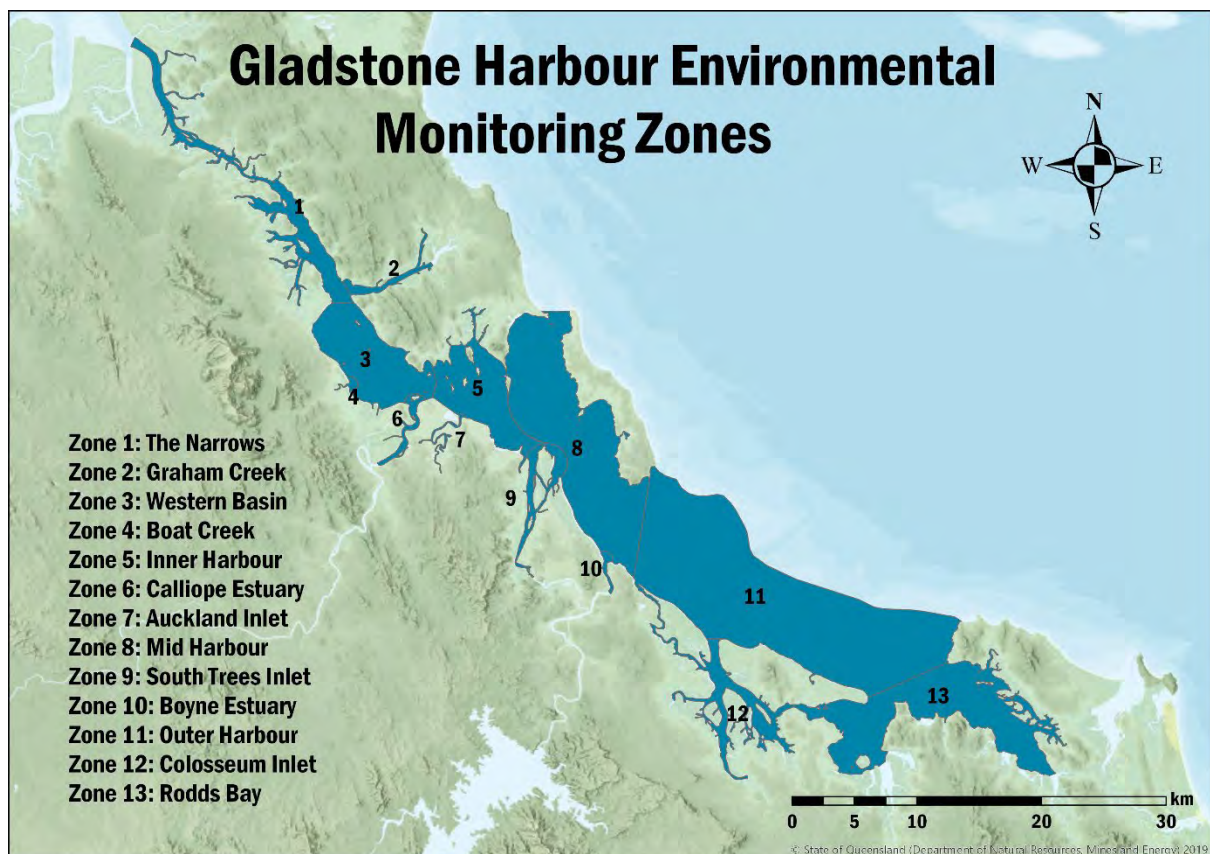 Gladstone Harbour Environmental
Monitoring Zones
N
W
E
S
1
2
3
4
5
6
7
8
9
10
11
12
13
Zone 1: The Narrows
Zone 2: Graham Creek
Zone 3: Western Basin
Zone 4: Boat Creek
Zone 5: Inner Harbour
Zone 6: Calliope Estuary
Zone 7: Auckland Inlet
Zone 8: Mid Harbour
Zone 9: South Trees Inlet
Zone 10: Boyne Estuary
Zone 11: Outer Harbour
Zone 12: Colosseum Inlet
Zone 13: Rodds Bay
km
0 5 10 20 30
© State of Queensland (Department of Natural Resources, Mines and Energy) 2019